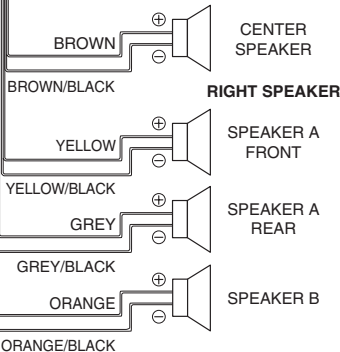 BROWN
CENTER
SPEAKER
BROWN/BLACK
RIGHT SPEAKER
YELLOW
SPEAKER A
FRONT
YELLOW/BLACK
GREY
SPEAKER A
REAR
GREY/BLACK
ORANGE
SPEAKER B
ORANGE/BLACK